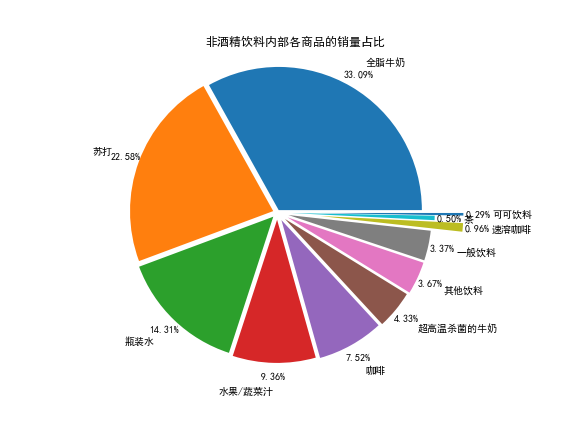 非酒精饮料内部各商品的销量占比
全脂牛奶
33.09%
苏打
22.58%
瓶装水
14.31%
水果/蔬菜汁
9.36%
咖啡
7.52%
超高温杀菌的牛奶
4.33%
其他饮料
3.67%
一般饮料
3.37%
速溶咖啡
0.96%
茶
0.50%
可可饮料
0.29%